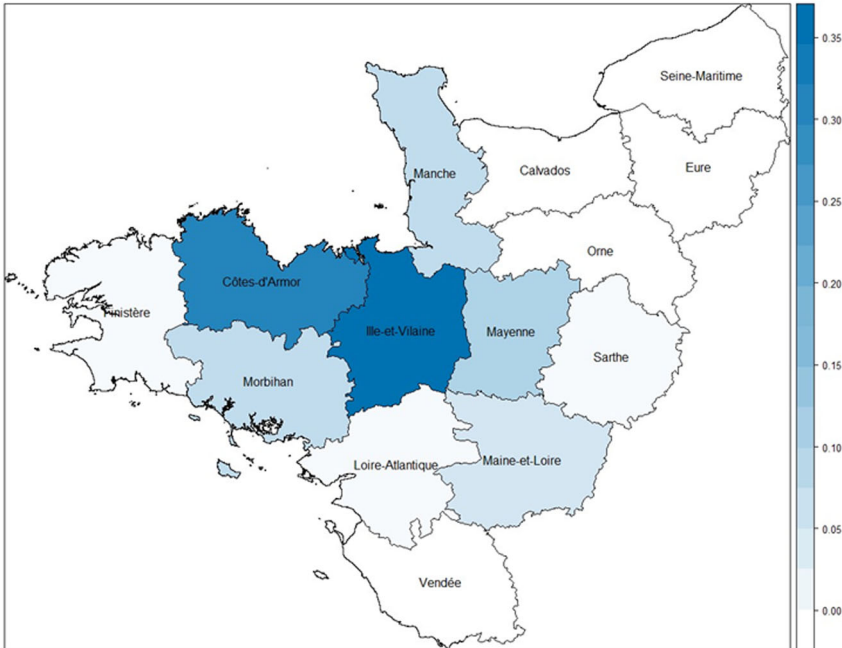 Seine-Maritime
Manche
Calvados
Eure
Orne
Côtes-d'Armor
Finistère
Ille-et-Vilaine
Mayenne
Sarthe
Morbihan
Loire-Atlantique
Maine-et-Loire
Vendée
0.35
0.30
0.25
0.20
0.15
0.10
0.05
0.00